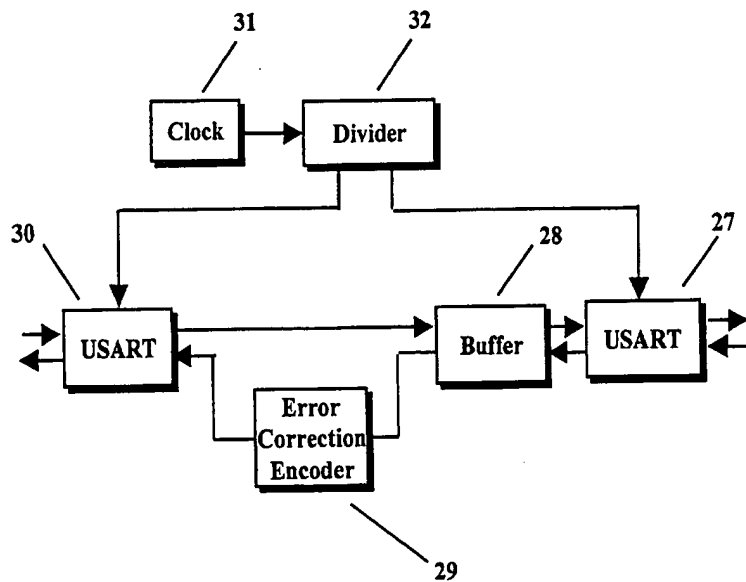 31
32
Clock
Divider
30
28
27
USART
Buffer
USART
Error
Correction
Encoder
29